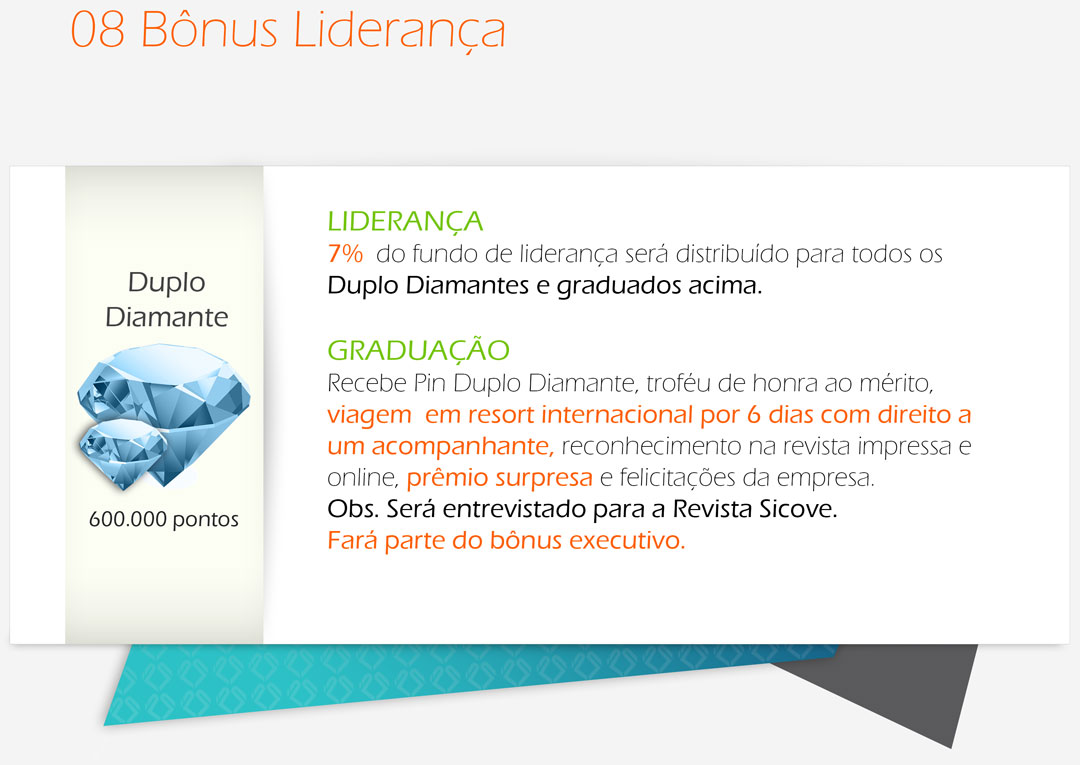 08 Bônus Liderança
Duplo
Diamante
600.000 pontos
LIDERANÇA
7% do fundo de liderança será distribuído para todos os
Duplo Diamantes e graduados acima.
GRADUAÇÃO
Recebe Pin Duplo Diamante, troféu de honra ao mérito,
viagem em resort internacional por 6 dias com direito a
um acompanhante, reconhecimento na revista impressa e
online, prêmio surpresa e felicitações da empresa.
Obs. Será entrevistado para a Revista Sicove.
Fará parte do bônus executivo.